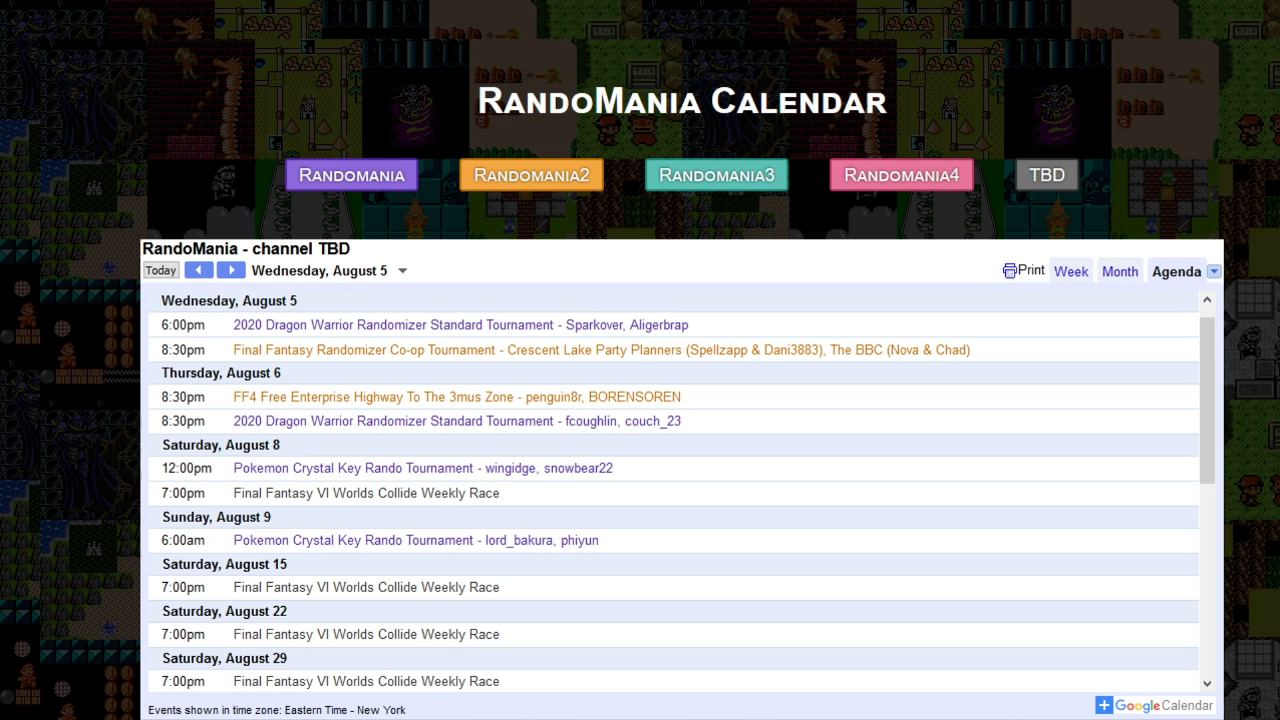 RandoMania Calendar
Randomania Randomania2 Randomania3 Randomania4 TBD
RandoMania - channel TBD
Today Wednesday, August 5 Print Week Month Agenda
Wednesday, August 5
6:00pm 2020 Dragon Warrior Randomizer Standard Tournament - Sparkover, Aligerbrap
8:30pm Final Fantasy Randomizer Co-op Tournament - Crescent Lake Party Planners (Spellzapp & Dani3883), The BBC (Nova & Chad)
Thursday, August 6
8:30pm FF4 Free Enterprise Highway To The 3mus Zone - penguin8r, BORENSOREN
8:30pm 2020 Dragon Warrior Randomizer Standard Tournament - fcoughlin, couch_23
Saturday, August 8
12:00pm Pokemon Crystal Key Rando Tournament - wingidge, snowbear22
7:00pm Final Fantasy VI Worlds Collide Weekly Race
Sunday, August 9
6:00am Pokemon Crystal Key Rando Tournament - lord_bakura, phiyun
Saturday, August 15
7:00pm Final Fantasy VI Worlds Collide Weekly Race
Saturday, August 22
7:00pm Final Fantasy VI Worlds Collide Weekly Race
Saturday, August 29
7:00pm Final Fantasy VI Worlds Collide Weekly Race
Events shown in time zone: Eastern Time - New York
+ GoogleCalendar